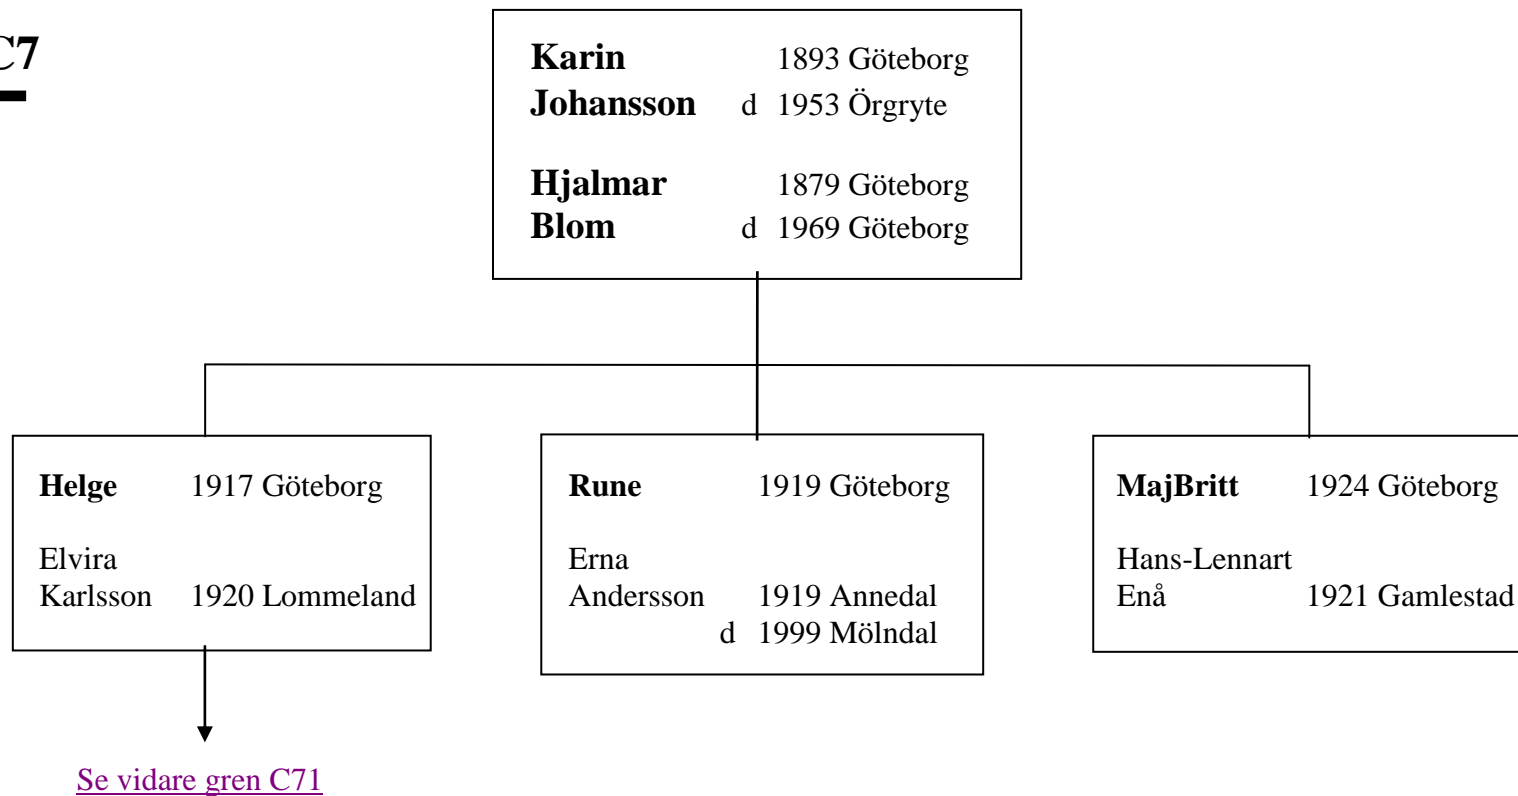 C7
Karin 1893 Göteborg
Johansson d 1953 Örgryte
Hjalmar 1879 Göteborg
Blom d 1969 Göteborg
Helge 1917 Göteborg
Elvira
Karlsson 1920 Lommeland
Rune 1919 Göteborg
Erna
Andersson 1919 Annedal
d 1999 Mölndal
MajBritt 1924 Göteborg
Hans-Lennart
Enå 1921 Gamlestad
Se vidare gren C71